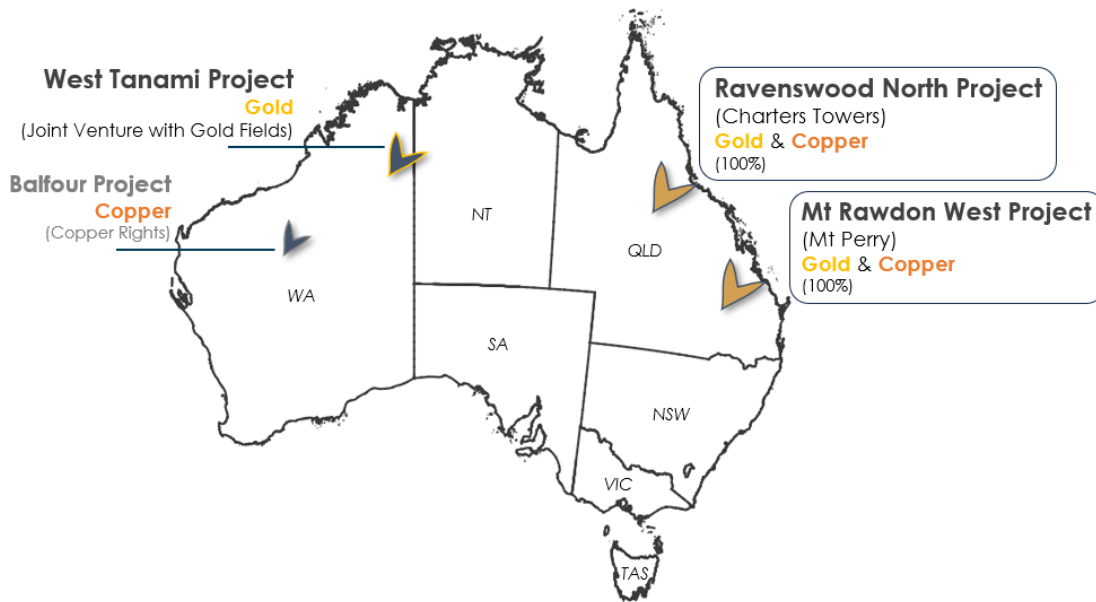 West Tanami Project
Gold
(Joint Venture with Gold Fields)
Balfour Project
Copper
(Copper Rights)
Ravenswood North Project
(Charters Towers)
Gold & Copper
(100%)
Mt Rawdon West Project
(Mt Perry)
Gold & Copper
(100%)
NT
QLD
WA
SA
NSW
VIC
TAS